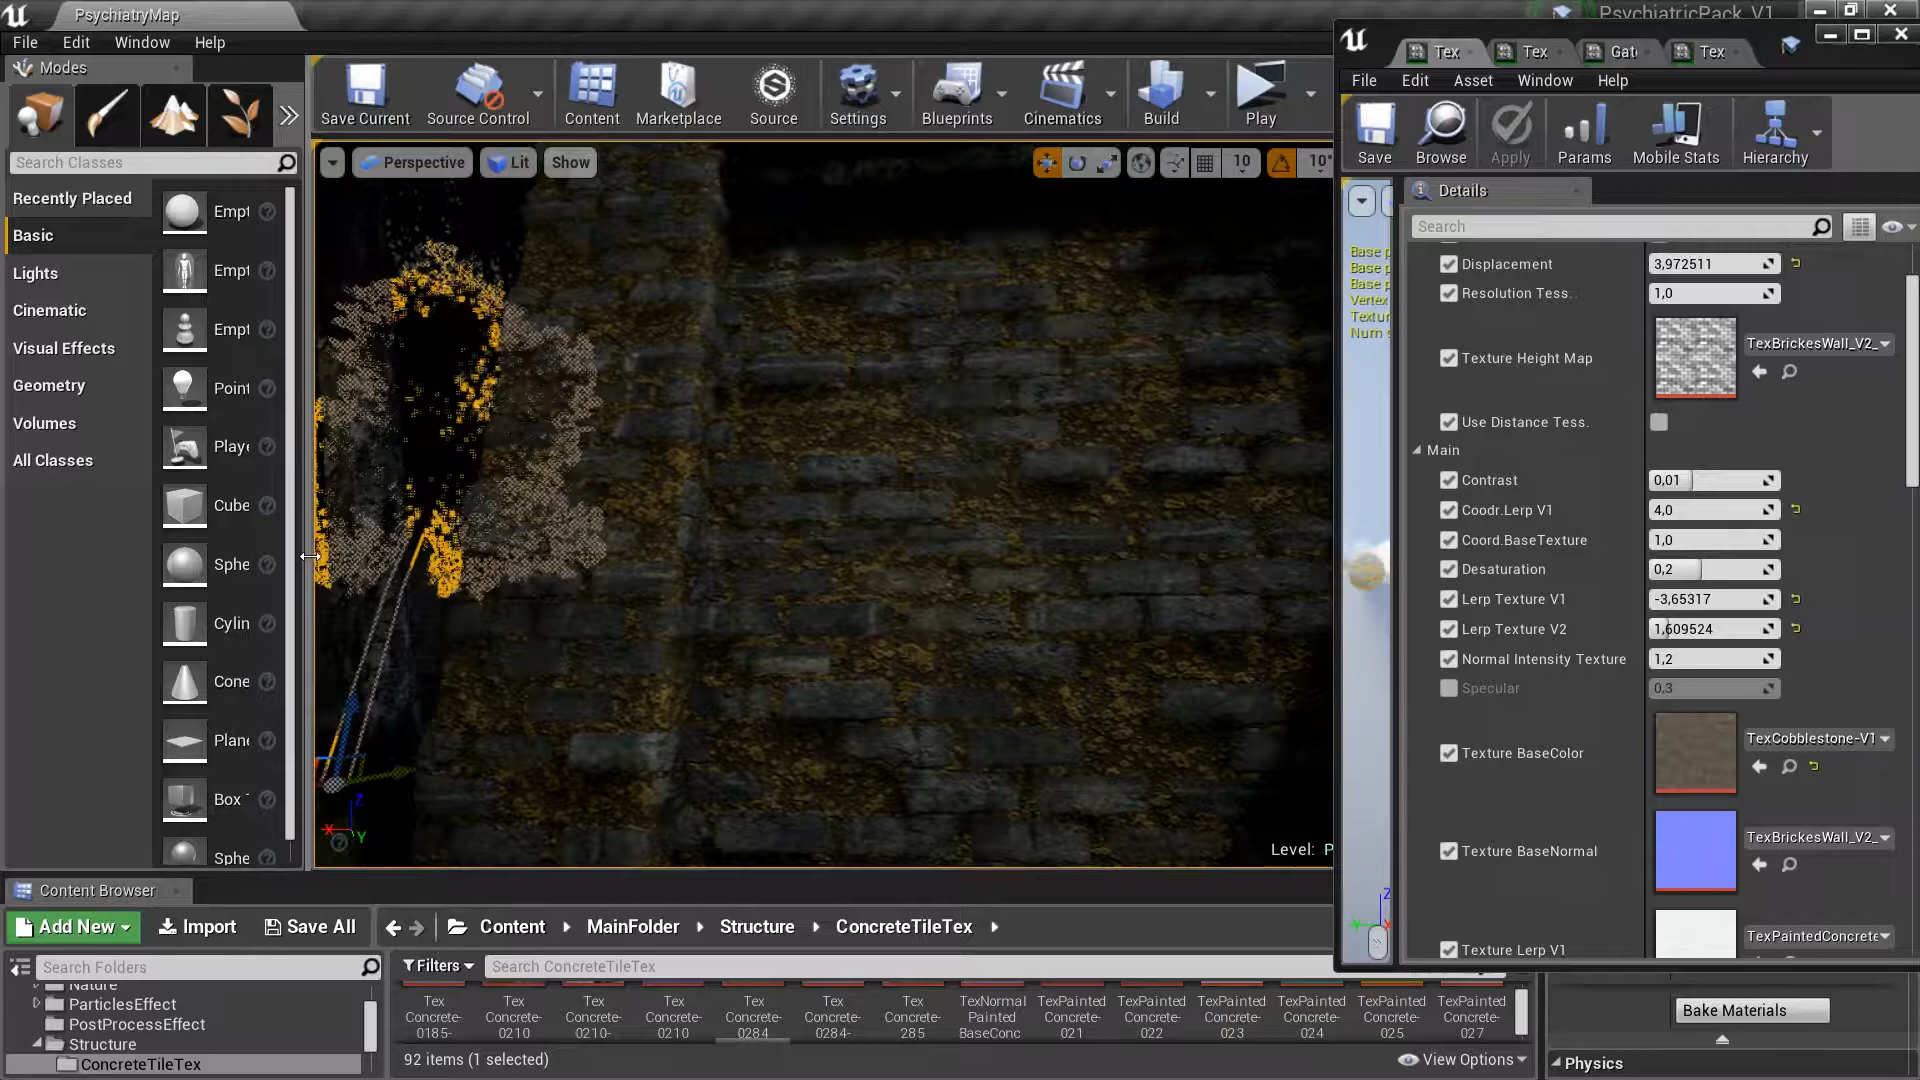 PsychiatryMap
PsychiatricPack_V1
File Edit Window Help
Modes
Save Current Source Control Content Marketplace Source Settings Blueprints Cinematics Build Play
Search Classes
Perspective Lit Show 10 10°
Recently Placed
Basic
Lights
Cinematic
Visual Effects
Geometry
Volumes
All Classes
Empt
Empt
Empt
Point
Playe
Cube
Sphe
Cylin
Cone
Plane
Box
Sphe
X Z Y
Level: P
Tex Tex Gate Tex
File Edit Asset Window Help
Save Browse Apply Params Mobile Stats Hierarchy
Base p
Base p
Base p
Vertex
Textur
Num s
Details
Search
Displacement 3,972511
Resolution Tess. 1,0
Texture Height Map TexBrickesWall_V2_
Use Distance Tess.
Main
Contrast 0,01
Coodr.Lerp V1 4,0
Coord.BaseTexture 1,0
Desaturation 0,2
Lerp Texture V1 -3,65317
Lerp Texture V2 1,609524
Normal Intensity Texture 1,2
Specular 0,3
Texture BaseColor TexCobblestone-V1
Texture BaseNormal TexBrickesWall_V2_
Texture Lerp V1 TexPaintedConcrete
Z
Y X
Content Browser
Add New Import Save All Content MainFolder Structure ConcreteTileTex
Search Folders
Filters Search ConcreteTileTex
Nature
ParticlesEffect
PostProcessEffect
Structure
ConcreteTileTex
Tex Concrete-0185-
Tex Concrete-0210
Tex Concrete-0210-
Tex Concrete-0210
Tex Concrete-0284
Tex Concrete-0284-
Tex Concrete-285
TexNormal Painted BaseConc
TexPainted Concrete-021
TexPainted Concrete-022
TexPainted Concrete-023
TexPainted Concrete-024
TexPainted Concrete-025
TexPainted Concrete-027
92 items (1 selected)
View Options
Bake Materials
Physics